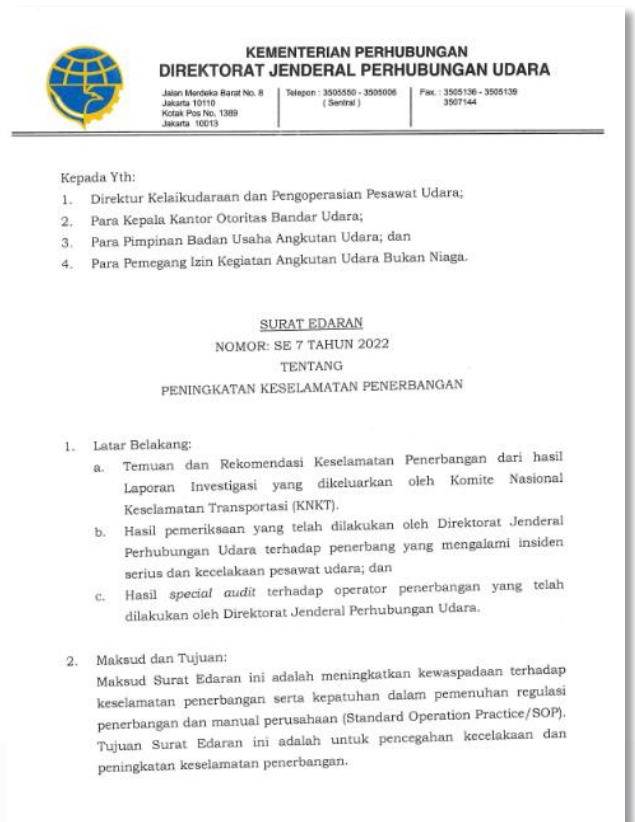 KEMENTERIAN PERHUBUNGAN
DIREKTORAT JENDERAL PERHUBUNGAN UDARA
Jalan Merdeka Barat No. 8
Jakarta 10110
Kotak Pos No. 1389
Jakarta 10013
Telepon : 3505550 - 3505006
( Sentral )
Fax. : 3505136 - 3505139
3507144
Kepada Yth:
1. Direktur Kelaikudaraan dan Pengoperasian Pesawat Udara;
2. Para Kepala Kantor Otoritas Bandar Udara;
3. Para Pimpinan Badan Usaha Angkutan Udara; dan
4. Para Pemegang Izin Kegiatan Angkutan Udara Bukan Niaga.
SURAT EDARAN
NOMOR: SE 7 TAHUN 2022
TENTANG
PENINGKATAN KESELAMATAN PENERBANGAN
1. Latar Belakang:
a. Temuan dan Rekomendasi Keselamatan Penerbangan dari hasil
Laporan Investigasi yang dikeluarkan oleh Komite Nasional
Keselamatan Transportasi (KNKT).
b. Hasil pemeriksaan yang telah dilakukan oleh Direktorat Jenderal
Perhubungan Udara terhadap penerbang yang mengalami insiden
serius dan kecelakaan pesawat udara; dan
c. Hasil special audit terhadap operator penerbangan yang telah
dilakukan oleh Direktorat Jenderal Perhubungan Udara.
2. Maksud dan Tujuan:
Maksud Surat Edaran ini adalah meningkatkan kewaspadaan terhadap
keselamatan penerbangan serta kepatuhan dalam pemenuhan regulasi
penerbangan dan manual perusahaan (Standard Operation Practice/SOP).
Tujuan Surat Edaran ini adalah untuk pencegahan kecelakaan dan
peningkatan keselamatan penerbangan.